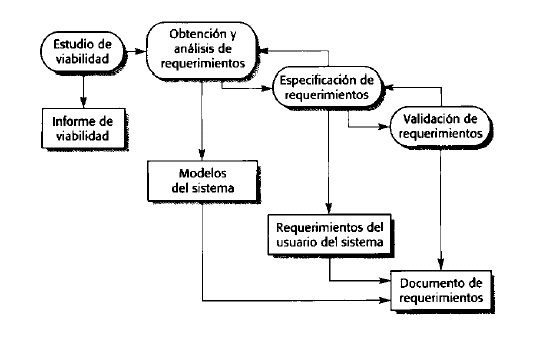 Estudio de
viabilidad
Obtención y
análisis de
requerimientos
Especificación de
requerimientos
Validación de
requerimientos
Informe de
viabilidad
Modelos
del sistema
Requerimientos del
usuario del sistema
Documento de
requerimientos